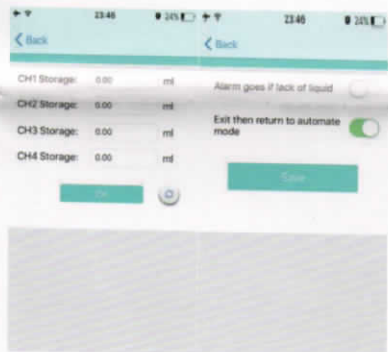 23:46 24%
< Back
CH1 Storage: 0.00 ml
CH2 Storage: 0.00 ml
CH3 Storage: 0.00 ml
CH4 Storage: 0.00 ml
23:46 24%
< Back
Alarm goes if lack of liquid
Exit then return to automate
mode
Save